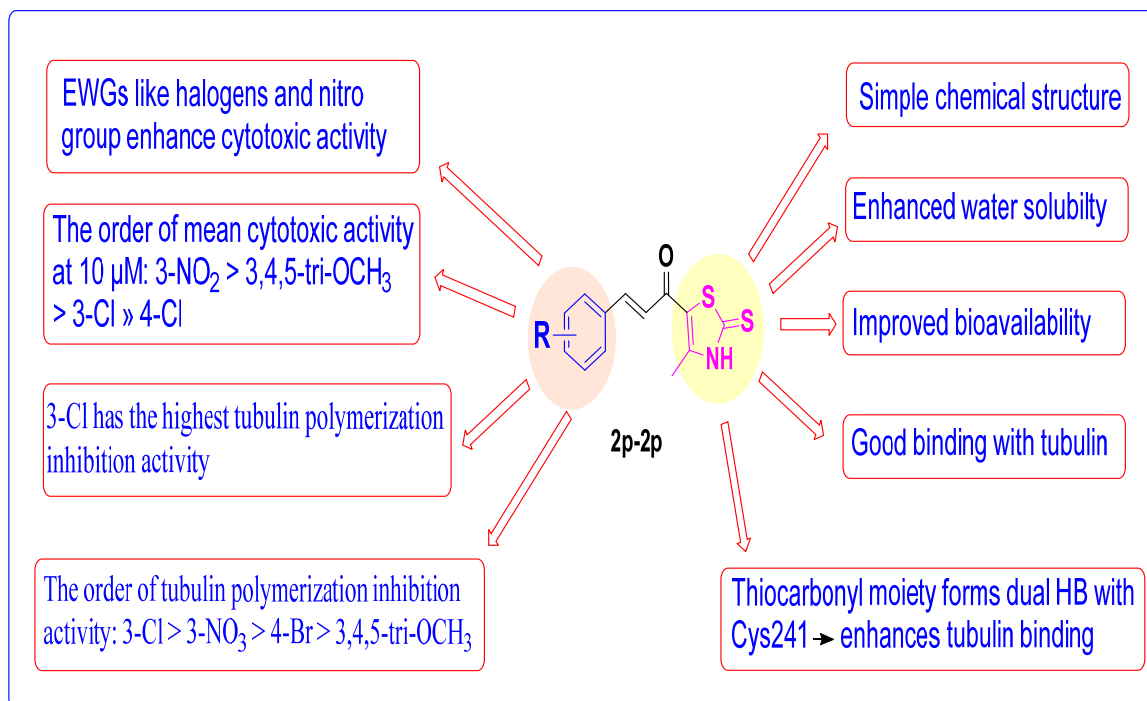 EWGs like halogens and nitro
group enhance cytotoxic activity
The order of mean cytotoxic activity
at 10 µM: 3-NO₂ > 3,4,5-tri-OCH₃
> 3-Cl » 4-Cl
3-Cl has the highest tubulin polymerization
inhibition activity
The order of tubulin polymerization inhibition
activity: 3-Cl > 3-NO₃ > 4-Br > 3,4,5-tri-OCH₃
R
O
S
S
NH
2p-2p
Simple chemical structure
Enhanced water solubilty
Improved bioavailability
Good binding with tubulin
Thiocarbonyl moiety forms dual HB with
Cys241 → enhances tubulin binding